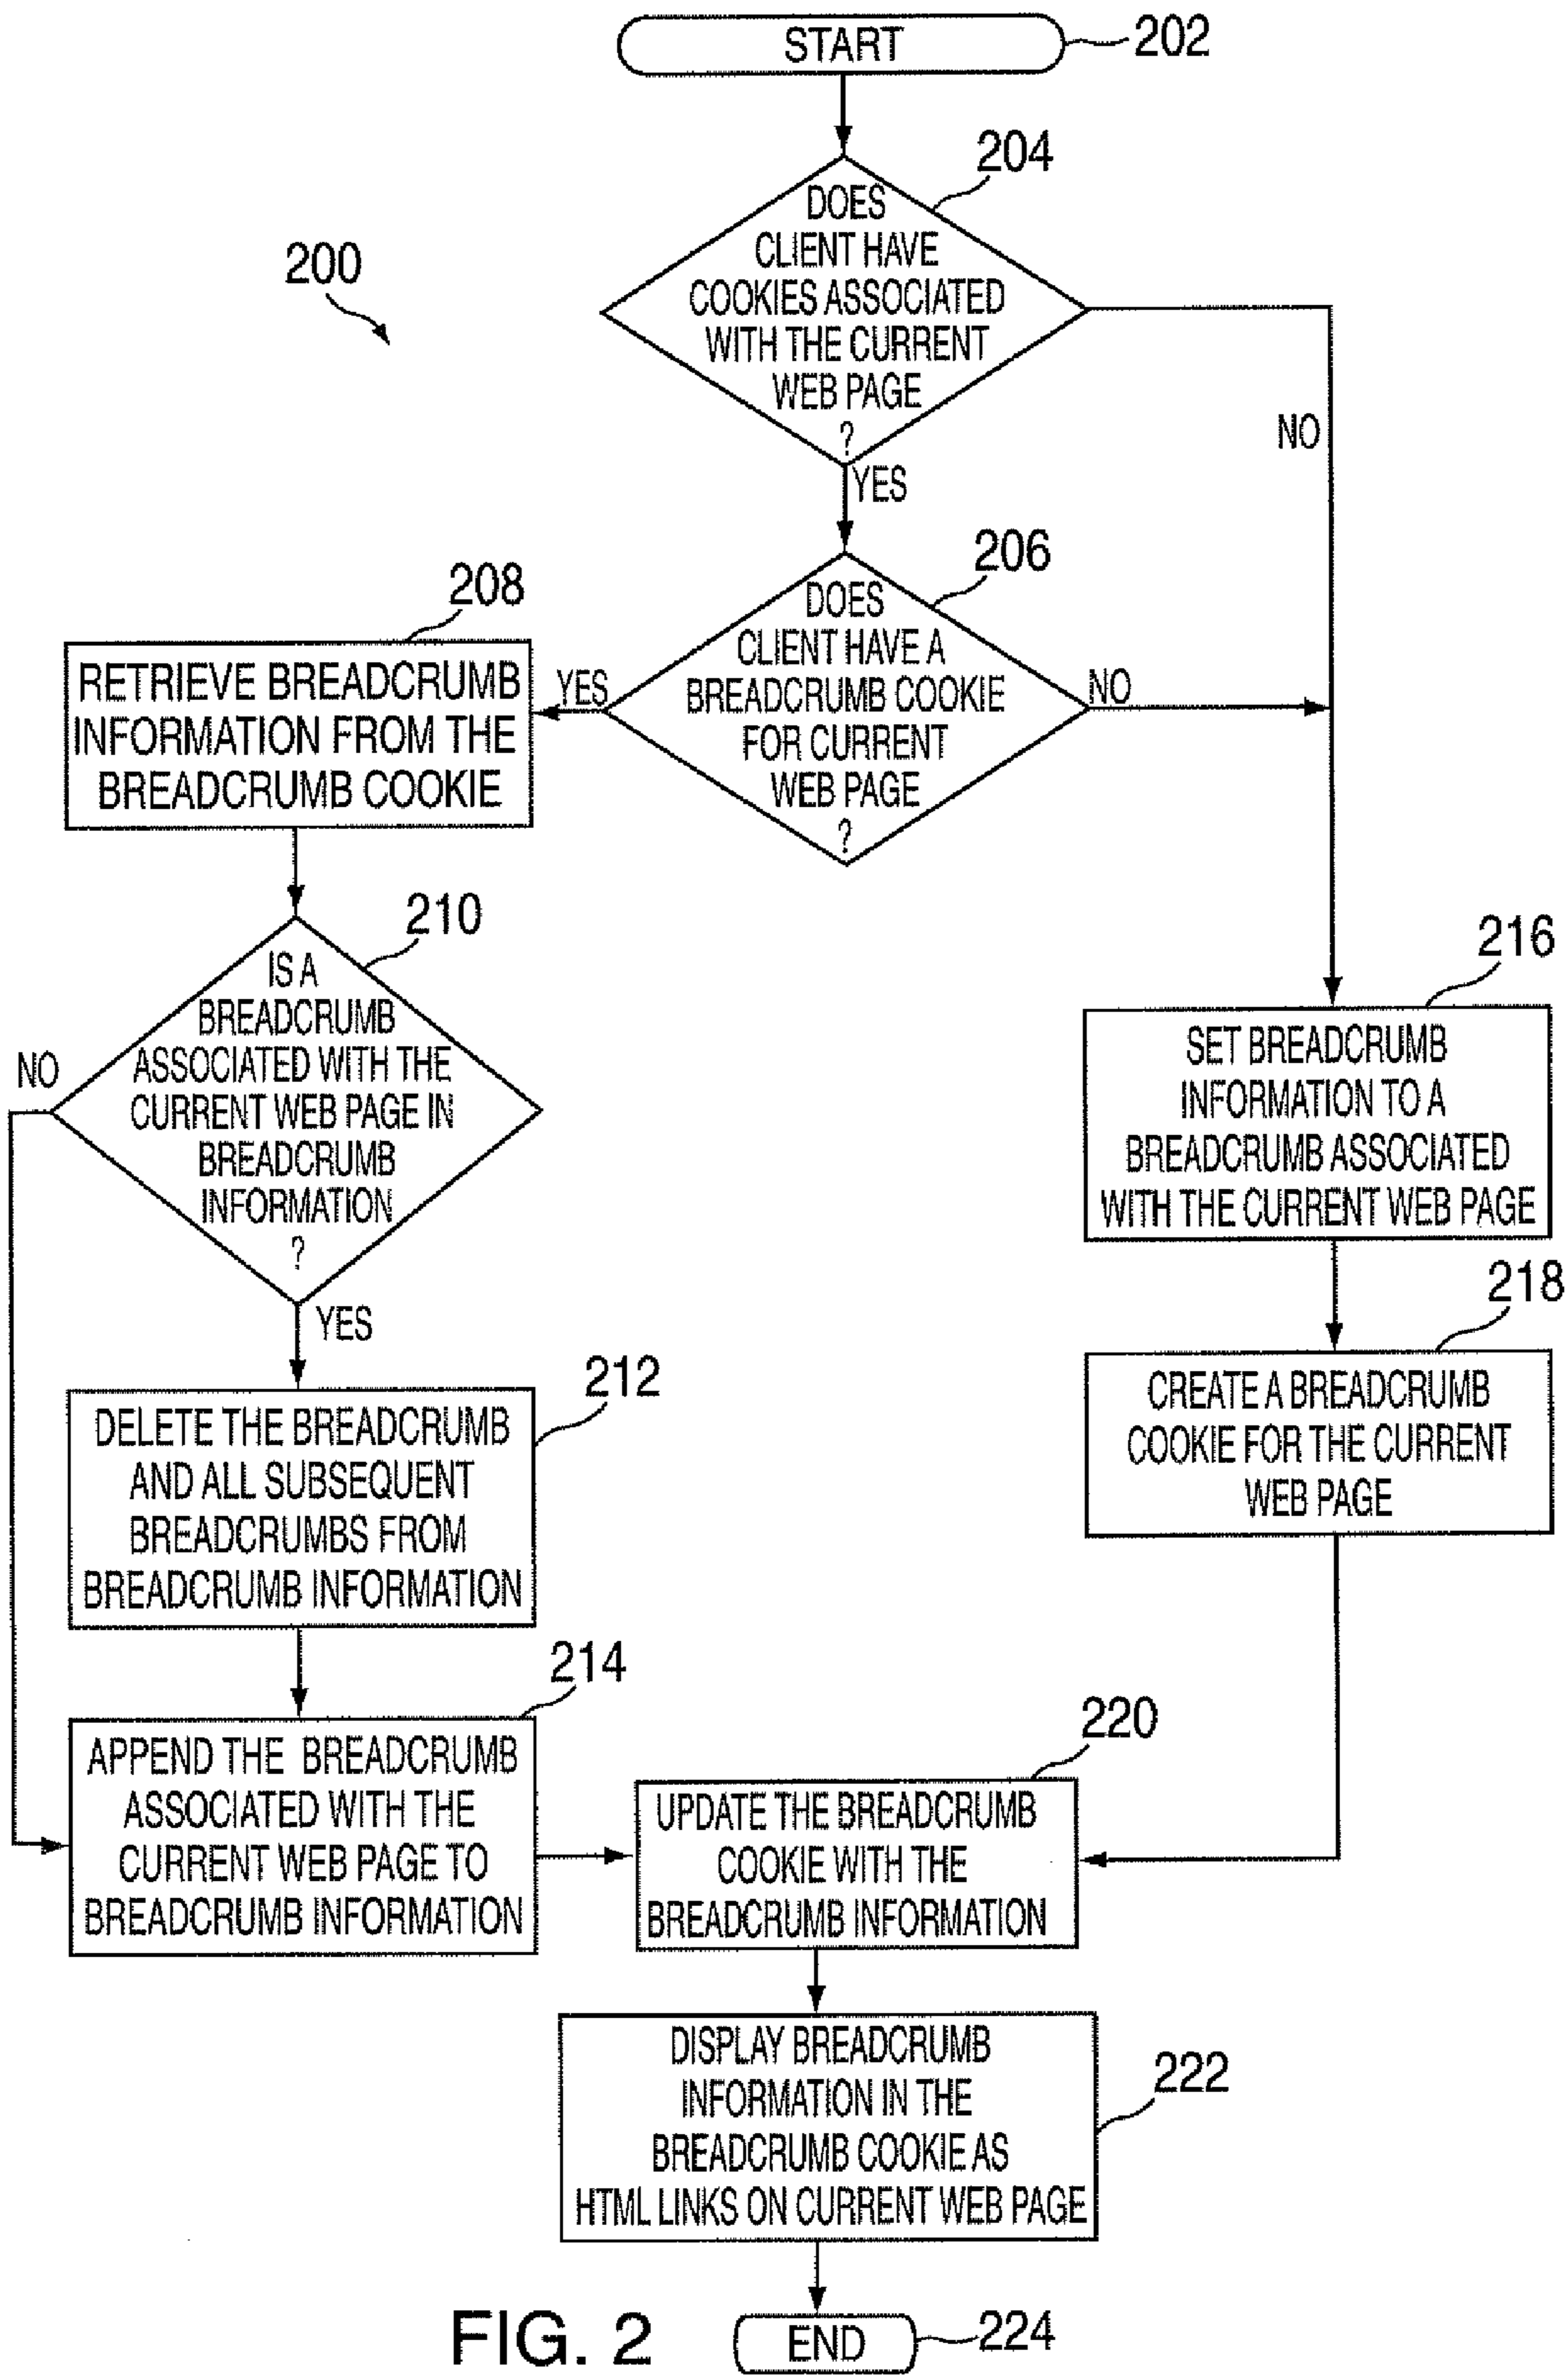 START
202
204
DOES
CLIENT HAVE
COOKIES ASSOCIATED
WITH THE CURRENT
WEB PAGE
?
200
NO
YES
206
DOES
CLIENT HAVE A
BREADCRUMB COOKIE
FOR CURRENT
WEB PAGE
?
YES
NO
208
RETRIEVE BREADCRUMB
INFORMATION FROM THE
BREADCRUMB COOKIE
210
IS A
BREADCRUMB
ASSOCIATED WITH THE
CURRENT WEB PAGE IN
BREADCRUMB
INFORMATION
?
NO
YES
216
SET BREADCRUMB
INFORMATION TO A
BREADCRUMB ASSOCIATED
WITH THE CURRENT WEB PAGE
218
CREATE A BREADCRUMB
COOKIE FOR THE CURRENT
WEB PAGE
212
DELETE THE BREADCRUMB
AND ALL SUBSEQUENT
BREADCRUMBS FROM
BREADCRUMB INFORMATION
214
APPEND THE BREADCRUMB
ASSOCIATED WITH THE
CURRENT WEB PAGE TO
BREADCRUMB INFORMATION
220
UPDATE THE BREADCRUMB
COOKIE WITH THE
BREADCRUMB INFORMATION
222
DISPLAY BREADCRUMB
INFORMATION IN THE
BREADCRUMB COOKIE AS
HTML LINKS ON CURRENT WEB PAGE
FIG. 2
END
224